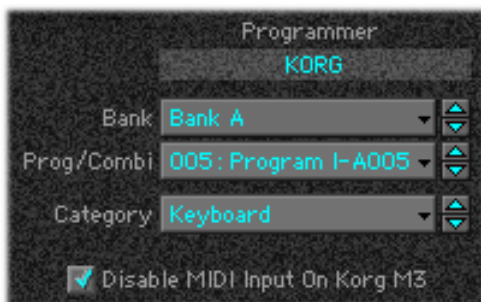 Programmer
KORG
Bank Bank A
Prog/Combi 005: Program I-A005
Category Keyboard
Disable MIDI Input On Korg M3